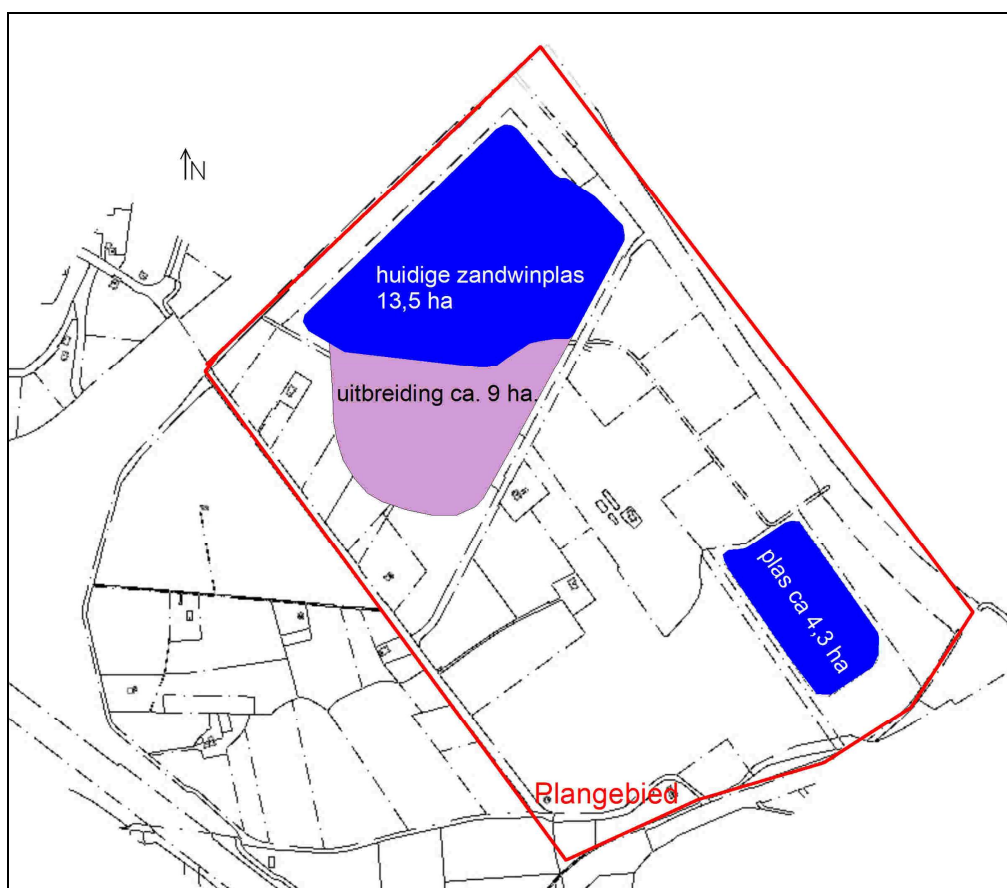 N
huidige zandwinplas
13,5 ha
uitbreiding ca. 9 ha.
plas ca 4,3 ha
Plangebied